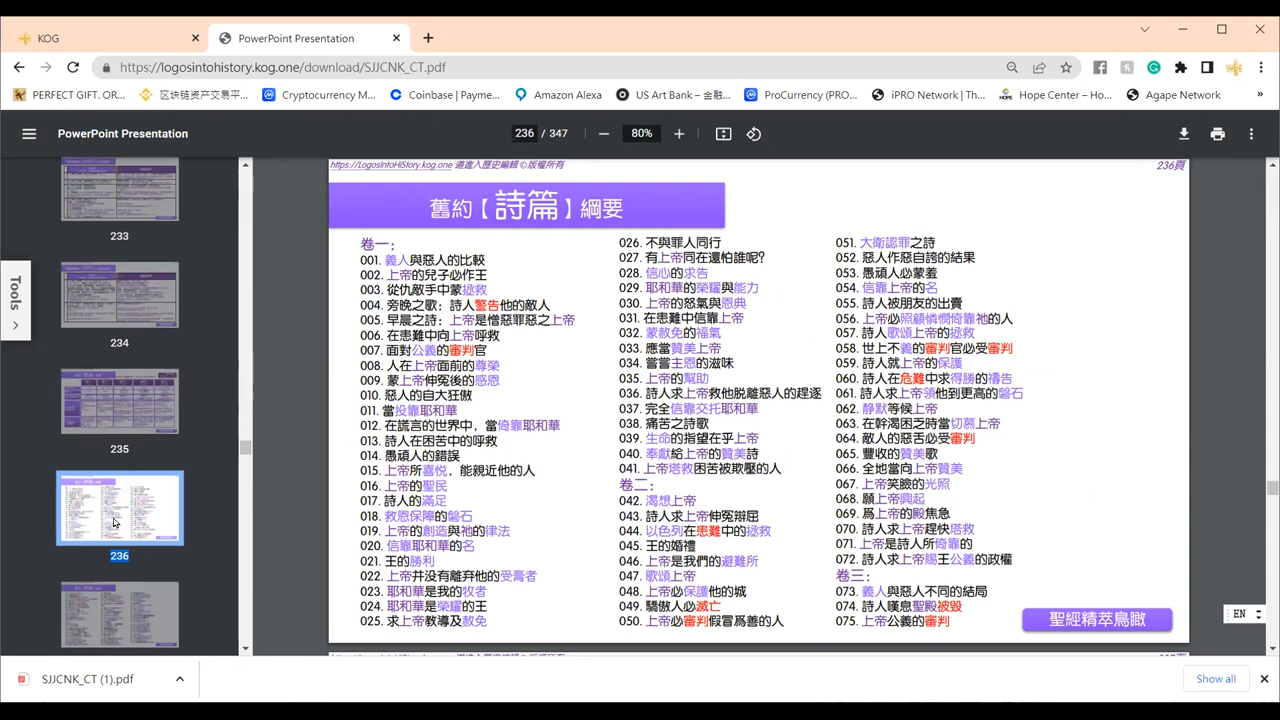 KOG
PowerPoint Presentation
https://logosintohistory.kog.one/download/SJJCNK_CT.pdf
PERFECT GIFT. OR...
区块链资产交易平...
Cryptocurrency M...
Coinbase | Payme...
Amazon Alexa
US Art Bank – 金融...
ProCurrency (PRO...
iPRO Network | Th...
Hope Center – Ho...
Agape Network
»
PowerPoint Presentation
236 / 347
80%
233
234
235
236
Tools
https://LogosIntoHiStory.kog.one 道進入歷史編輯 ©版權所有
236頁
舊約【詩篇】綱要
卷一：
001. 義人與惡人的比較
002. 上帝的兒子必作王
003. 從仇敵手中蒙拯救
004. 旁晚之歌：詩人警告他的敵人
005. 早晨之詩：上帝是憎惡罪惡之上帝
006. 在患難中向上帝呼救
007. 面對公義的審判官
008. 人在上帝面前的尊榮
009. 蒙上帝伸冤後的感恩
010. 惡人的自大狂傲
011. 當投靠耶和華
012. 在謊言的世界中，當倚靠耶和華
013. 詩人在困苦中的呼救
014. 愚頑人的錯誤
015. 上帝所喜悅，能親近他的人
016. 上帝的聖民
017. 詩人的滿足
018. 救恩保障的磐石
019. 上帝的創造與祂的律法
020. 信靠耶和華的名
021. 王的勝利
022. 上帝并没有離弃他的受膏者
023. 耶和華是我的牧者
024. 耶和華是榮耀的王
025. 求上帝教導及赦免
026. 不與罪人同行
027. 有上帝同在還怕誰呢?
028. 信心的求告
029. 耶和華的榮耀與能力
030. 上帝的怒氣與恩典
031. 在患難中信靠上帝
032. 蒙赦免的福氣
033. 應當贊美上帝
034. 嘗嘗主恩的滋味
035. 上帝的幫助
036. 詩人求上帝救他脱離惡人的逼逐
037. 完全信靠交托耶和華
038. 痛苦之詩歌
039. 生命的指望在乎上帝
040. 奉獻給上帝的贊美詩
041. 上帝搭救困苦被欺壓的人
卷二：
042. 渴想上帝
043. 詩人求上帝伸冤辯屈
044. 以色列在患難中的拯救
045. 王的婚禮
046. 上帝是我們的避難所
047. 歌頌上帝
048. 上帝必保護他的城
049. 驕傲人必滅亡
050. 上帝必審判假冒爲善的人
051. 大衛認罪之詩
052. 惡人作惡自誇的結果
053. 愚頑人必蒙羞
054. 信靠上帝的名
055. 詩人被朋友的出賣
056. 上帝必照顧憐憫倚靠祂的人
057. 詩人歌頌上帝的拯救
058. 世上不義的審判官必受審判
059. 詩人就上帝的保護
060. 詩人在危難中求得勝的禱告
061. 詩人求上帝領他到更高的磐石
062. 静默等候上帝
063. 在幹渴困乏時當切慕上帝
064. 敵人的惡舌必受審判
065. 豐收的贊美歌
066. 全地當向上帝贊美
067. 上帝笑臉的光照
068. 願上帝興起
069. 爲上帝的殿焦急
070. 詩人求上帝趕快搭救
071. 上帝是詩人所倚靠的
072. 詩人求上帝賜王公義的政權
卷三：
073. 義人與惡人不同的結局
074. 詩人嘆息聖殿被毁
075. 上帝公義的審判
聖經精萃鳥瞰
EN
SJJCNK_CT (1).pdf
Show all